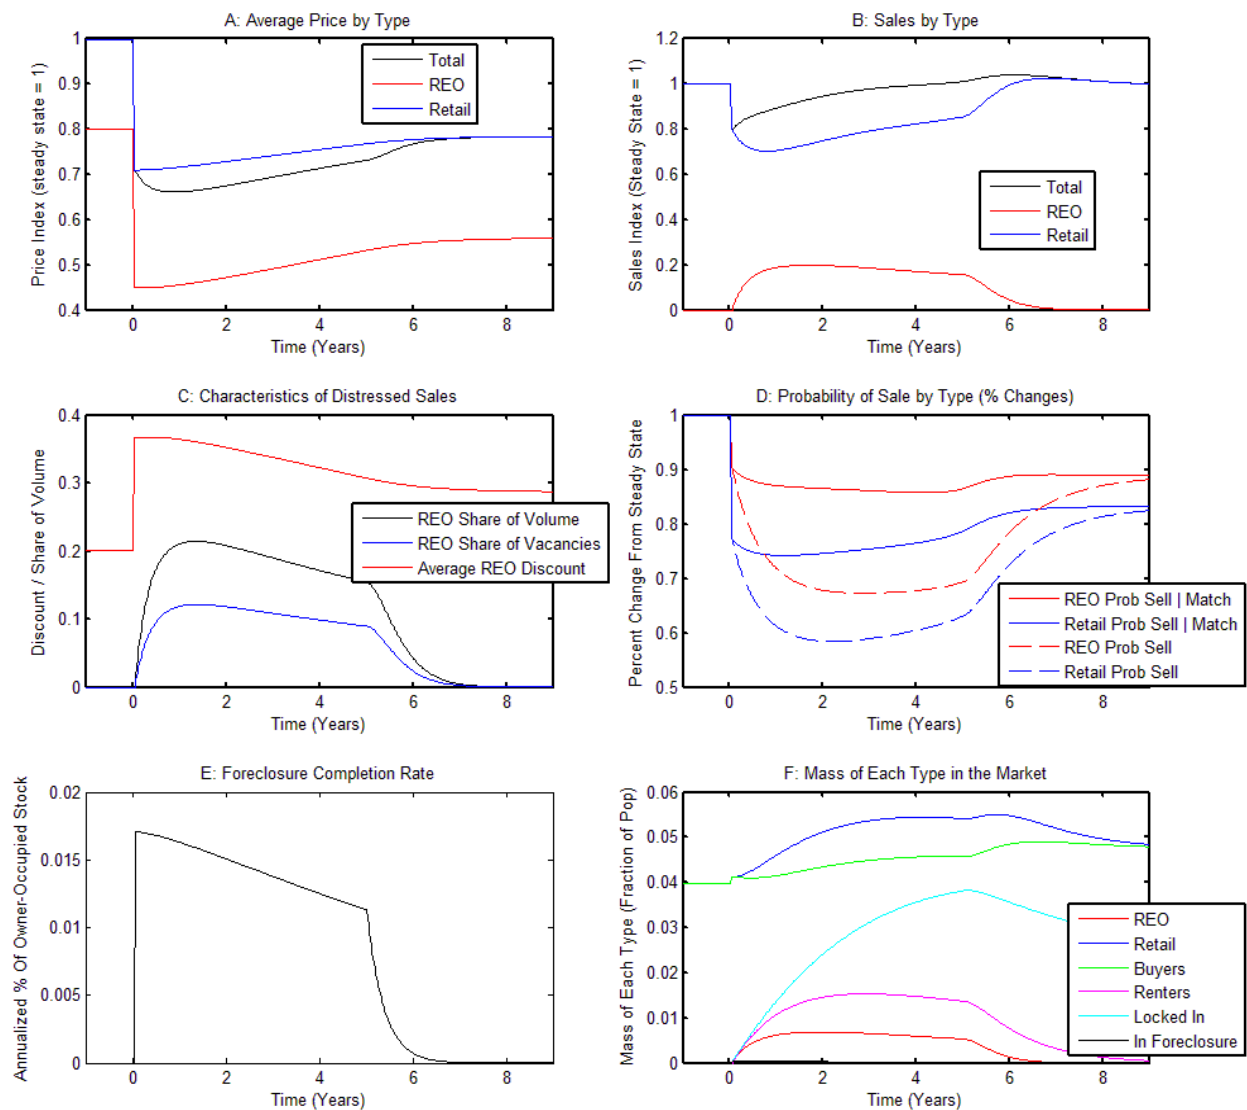 A: Average Price by Type
Price Index (steady state = 1)
1
0.9
0.8
0.7
0.6
0.5
0.4
0
2
4
6
8
Time (Years)
Total
REO
Retail
B: Sales by Type
Sales Index (Steady State = 1)
1.2
1
0.8
0.6
0.4
0.2
0
0
2
4
6
8
Time (Years)
Total
REO
Retail
C: Characteristics of Distressed Sales
Discount / Share of Volume
0.4
0.3
0.2
0.1
0
0
2
4
6
8
Time (Years)
REO Share of Volume
REO Share of Vacancies
Average REO Discount
D: Probability of Sale by Type (% Changes)
Percent Change From Steady State
1
0.9
0.8
0.7
0.6
0.5
0
2
4
6
8
Time (Years)
REO Prob Sell | Match
Retail Prob Sell | Match
REO Prob Sell
Retail Prob Sell
E: Foreclosure Completion Rate
Annualized % Of Owner-Occupied Stock
0.02
0.015
0.01
0.005
0
0
2
4
6
8
Time (Years)
F: Mass of Each Type in the Market
Mass of Each Type (Fraction of Pop)
0.06
0.05
0.04
0.03
0.02
0.01
0
0
2
4
6
8
Time (Years)
REO
Retail
Buyers
Renters
Locked In
In Foreclosure